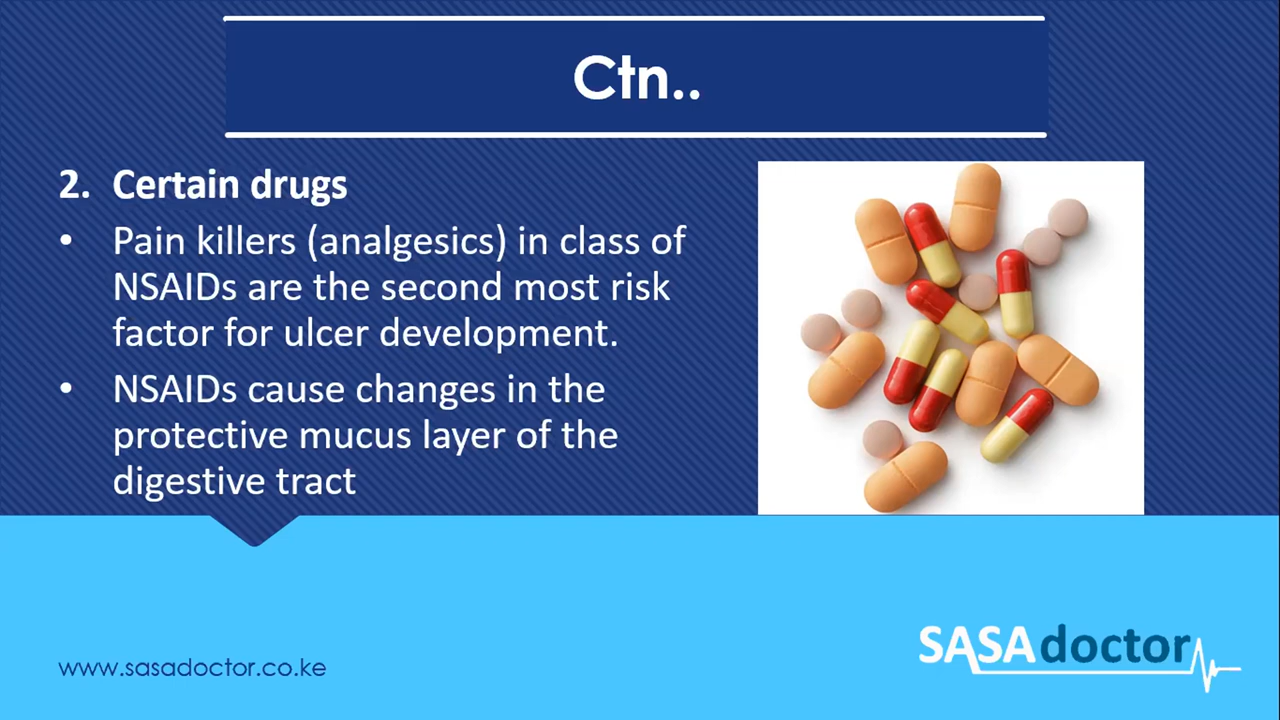 Ctn..
2. Certain drugs
• Pain killers (analgesics) in class of
NSAIDs are the second most risk
factor for ulcer development.
• NSAIDs cause changes in the
protective mucus layer of the
digestive tract
www.sasadoctor.co.ke
SASAdoctor